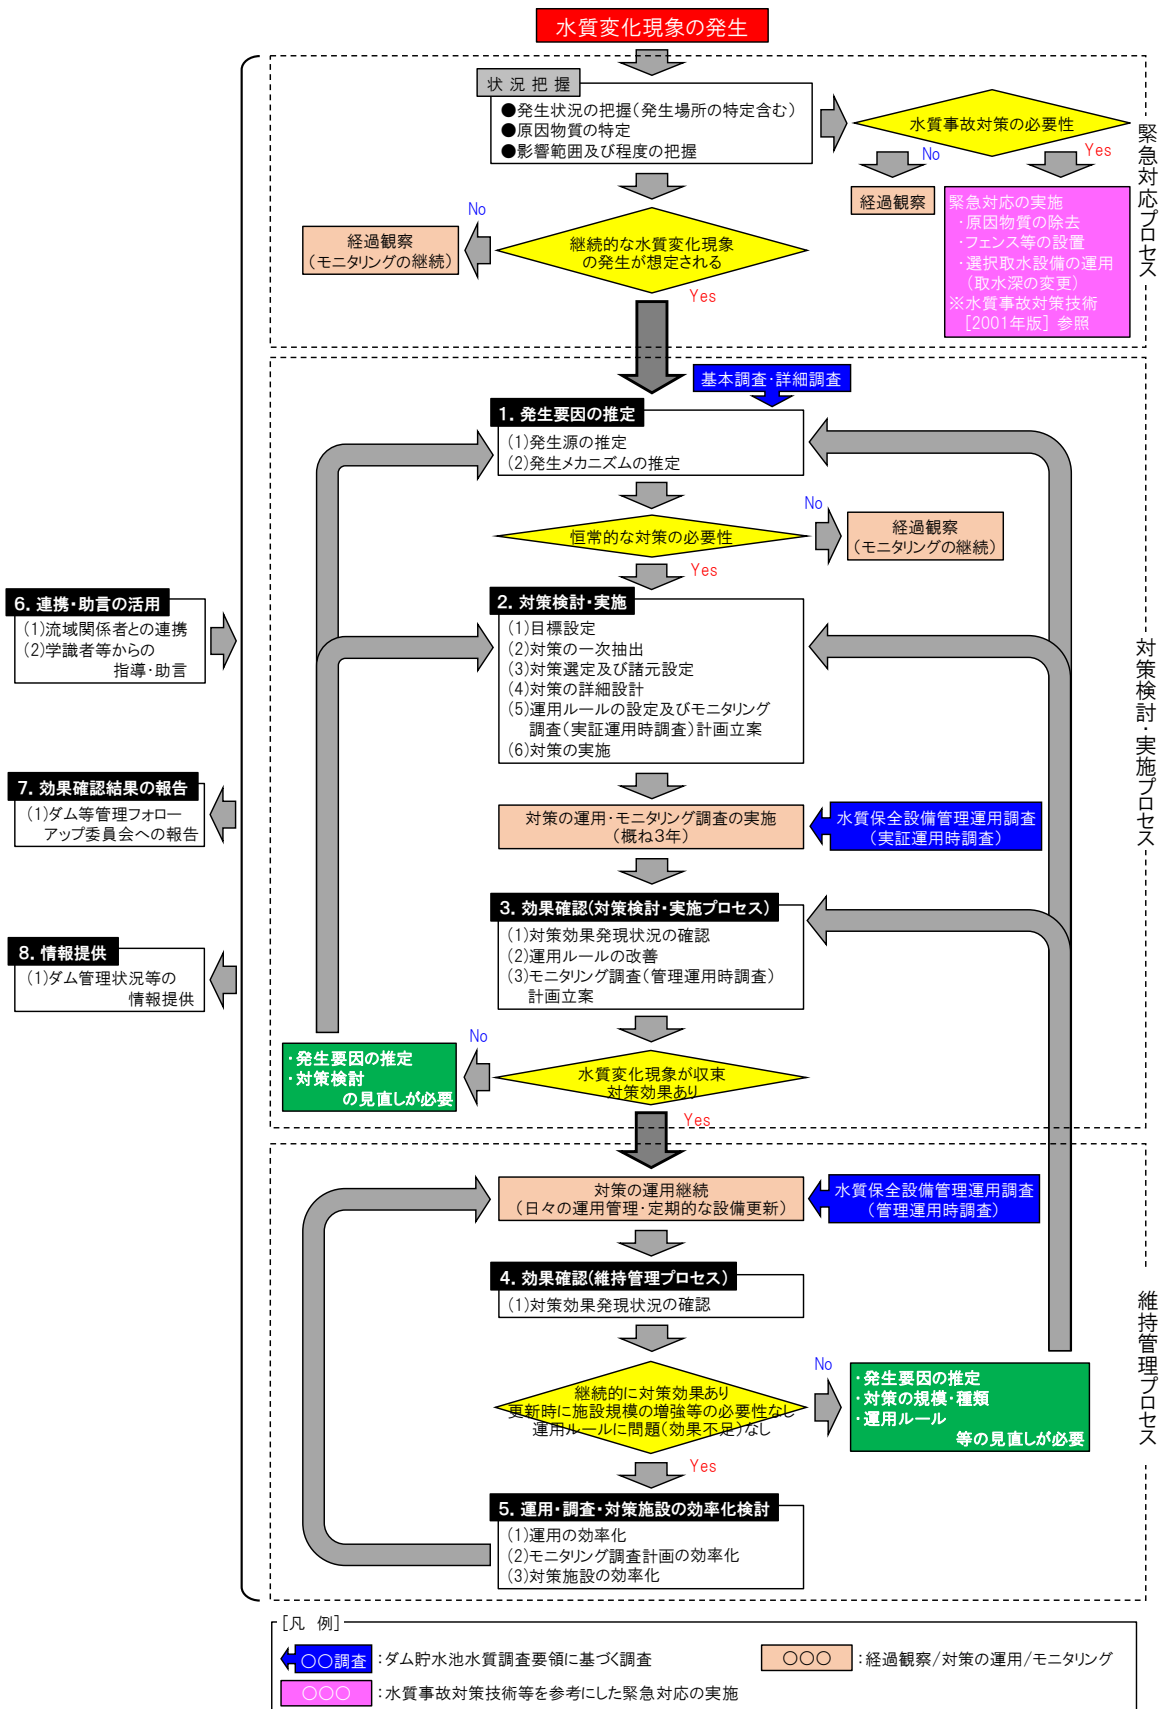 水質変化現象の発生
状況把握
●発生状況の把握(発生場所の特定含む)
●原因物質の特定
●影響範囲及び程度の把握
水質事故対策の必要性
No
Yes
経過観察
緊急対応の実施
・原因物質の除去
・フェンス等の設置
・選択取水設備の運用
(取水深の変更)
※水質事故対策技術
[2001年版] 参照
緊急対応プロセス
継続的な水質変化現象
の発生が想定される
No
経過観察
(モニタリングの継続)
Yes
基本調査・詳細調査
1. 発生要因の推定
(1)発生源の推定
(2)発生メカニズムの推定
恒常的な対策の必要性
No
経過観察
(モニタリングの継続)
Yes
2. 対策検討・実施
(1)目標設定
(2)対策の一次抽出
(3)対策選定及び諸元設定
(4)対策の詳細設計
(5)運用ルールの設定及びモニタリング
調査(実証運用時調査)計画立案
(6)対策の実施
対策検討・実施プロセス
6. 連携・助言の活用
(1)流域関係者との連携
(2)学識者等からの
指導・助言
7. 効果確認結果の報告
(1)ダム等管理フォロー
アップ委員会への報告
8. 情報提供
(1)ダム管理状況等の
情報提供
対策の運用・モニタリング調査の実施
(概ね3年)
水質保全設備管理運用調査
(実証運用時調査)
3. 効果確認(対策検討・実施プロセス)
(1)対策効果発現状況の確認
(2)運用ルールの改善
(3)モニタリング調査(管理運用時調査)
計画立案
水質変化現象が収束
対策効果あり
No
・発生要因の推定
・対策検討
の見直しが必要
Yes
対策の運用継続
(日々の運用管理・定期的な設備更新)
水質保全設備管理運用調査
(管理運用時調査)
4. 効果確認(維持管理プロセス)
(1)対策効果発現状況の確認
維持管理プロセス
継続的に対策効果あり
更新時に施設規模の増強等の必要性なし
運用ルールに問題(効果不足)なし
No
・発生要因の推定
・対策の規模・種類
・運用ルール
等の見直しが必要
Yes
5. 運用・調査・対策施設の効率化検討
(1)運用の効率化
(2)モニタリング調査計画の効率化
(3)対策施設の効率化
[凡 例]
○○調査 :ダム貯水池水質調査要領に基づく調査
○○○ :経過観察/対策の運用/モニタリング
○○○ :水質事故対策技術等を参考にした緊急対応の実施